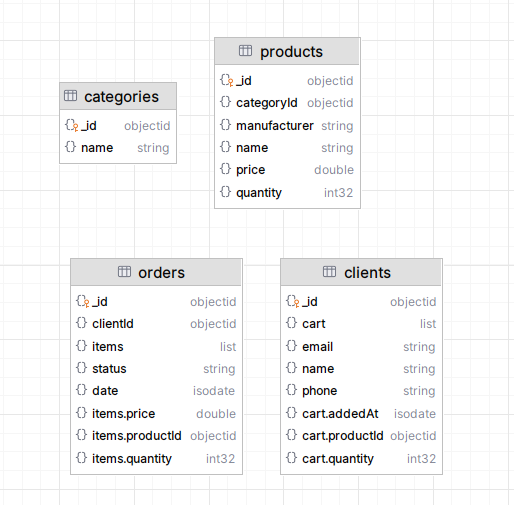 categories
_id objectid
name string
products
_id objectid
categoryId objectid
manufacturer string
name string
price double
quantity int32
orders
_id objectid
clientId objectid
items list
status string
date isodate
items.price double
items.productId objectid
items.quantity int32
clients
_id objectid
cart list
email string
name string
phone string
cart.addedAt isodate
cart.productId objectid
cart.quantity int32